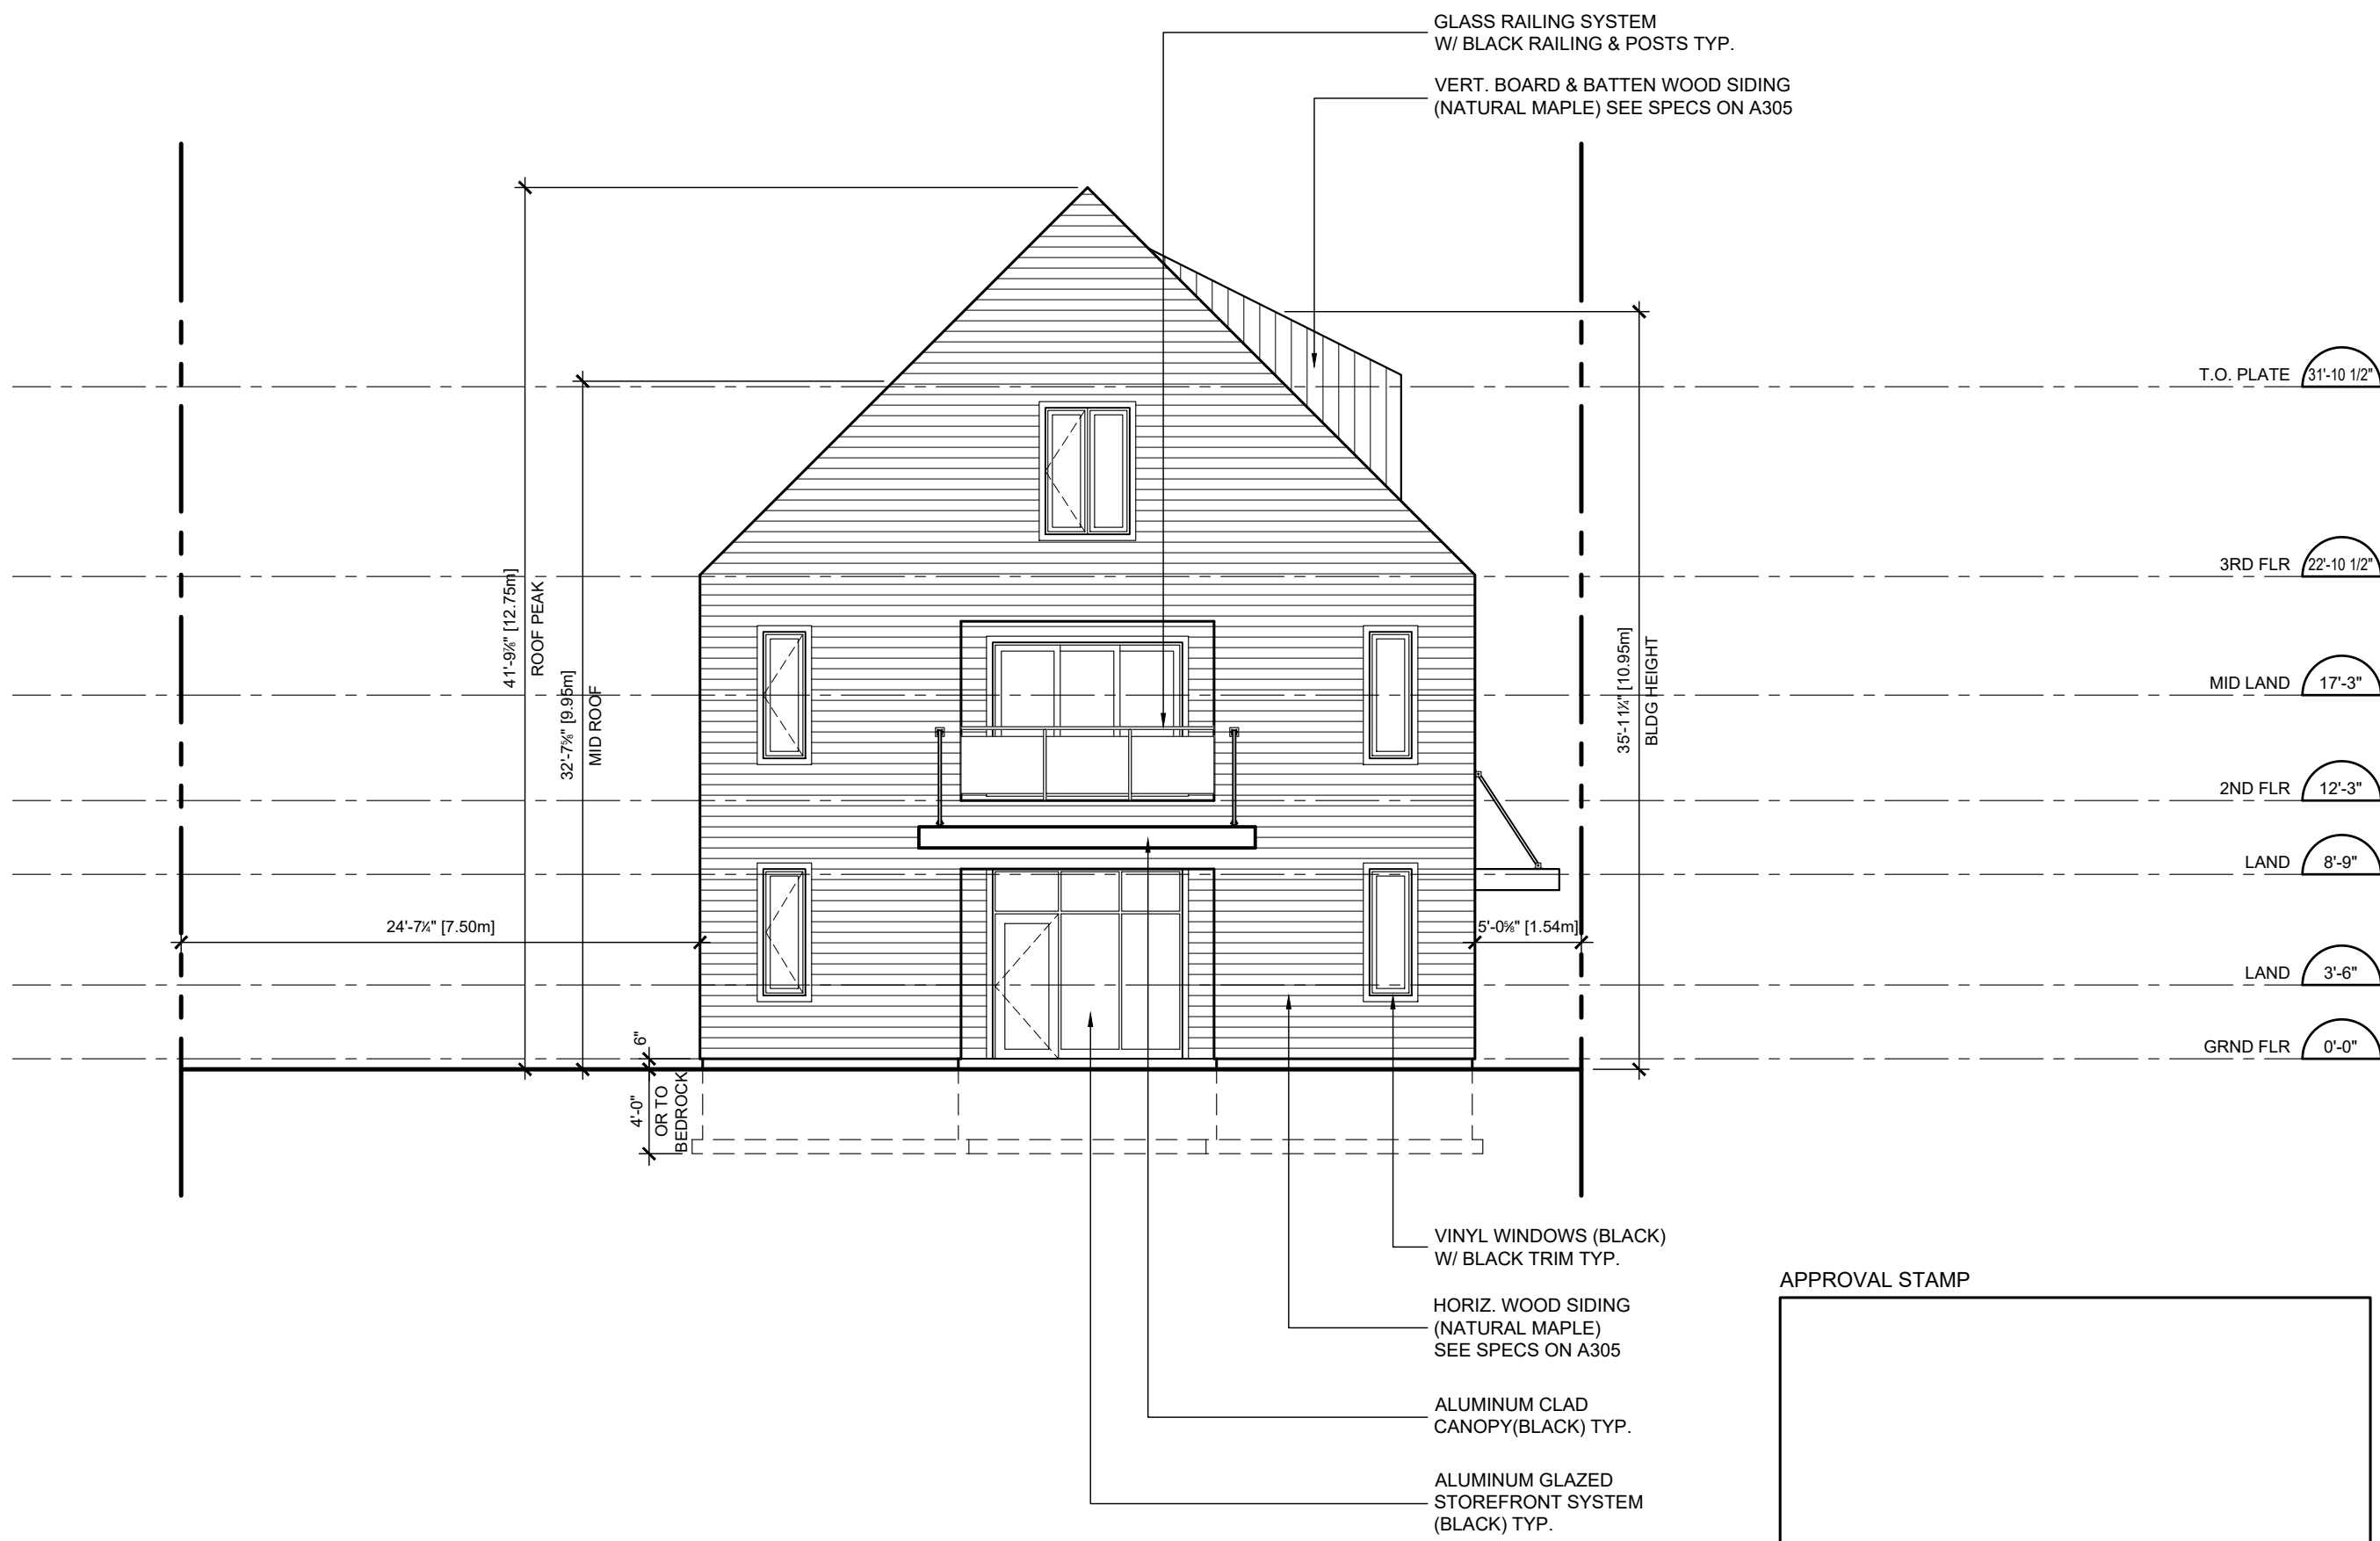 GLASS RAILING SYSTEM
W/ BLACK RAILING & POSTS TYP.
VERT. BOARD & BATTEN WOOD SIDING
(NATURAL MAPLE) SEE SPECS ON A305
T.O. PLATE 31'-10 1/2"
3RD FLR 22'-10 1/2"
MID LAND 17'-3"
2ND FLR 12'-3"
LAND 8'-9"
LAND 3'-6"
GRND FLR 0'-0"
41'-9⅞" [12.75m]
ROOF PEAK
32'-7⅝" [9.95m]
MID ROOF
35'-11¼" [10.95m]
BLDG HEIGHT
24'-7¼" [7.50m]
5'-0⅝" [1.54m]
6"
4'-0"
OR TO
BEDROCK
VINYL WINDOWS (BLACK)
W/ BLACK TRIM TYP.
HORIZ. WOOD SIDING
(NATURAL MAPLE)
SEE SPECS ON A305
ALUMINUM CLAD
CANOPY(BLACK) TYP.
ALUMINUM GLAZED
STOREFRONT SYSTEM
(BLACK) TYP.
APPROVAL STAMP